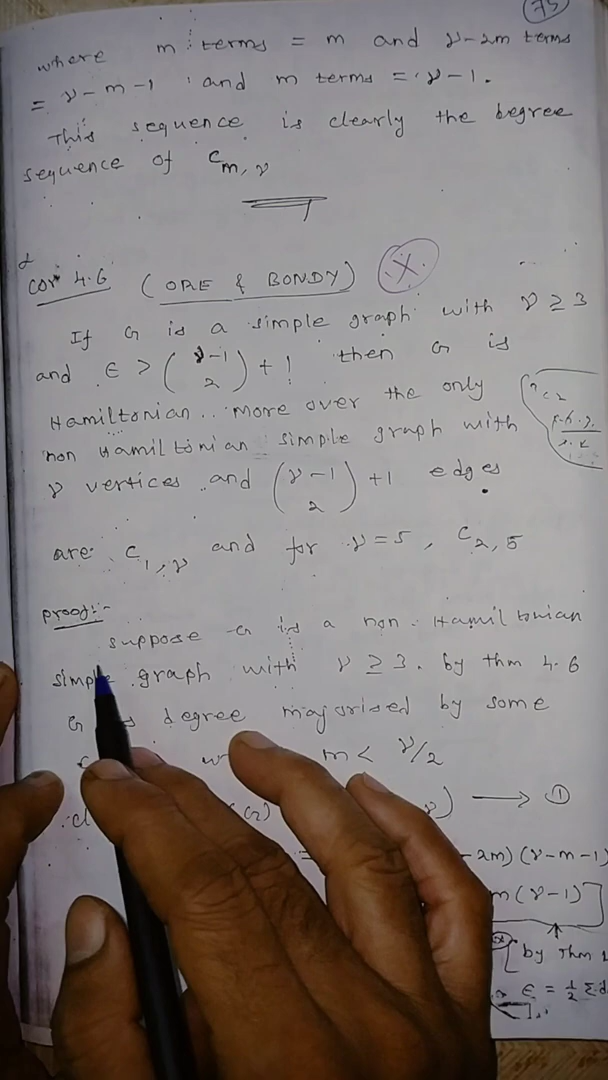 75
where m terms = m and γ-2m terms
= γ-m-1 and m terms = γ-1.
This sequence is clearly the degree
sequence of C_{m,γ}
Cor 4.6 (ORE & BONDY) X
If G is a simple graph with γ ≥ 3
and ε > \binom{γ-1}{2} + 1 then G is
Hamiltonian. More over the only
non Hamiltonian simple graph with
γ vertices and \binom{γ-1}{2} + 1 edges
are C_{1,γ} and for γ=5, C_{2,5}
proof:-
suppose G is a non-Hamiltonian
simple graph with γ ≥ 3. by thm 4.6
G degree majorised by some
m < γ/2
(G) γ) → ①
-2m)(γ-m-1)
m(γ-1)]
by Thm 1
ε = ½ Σd